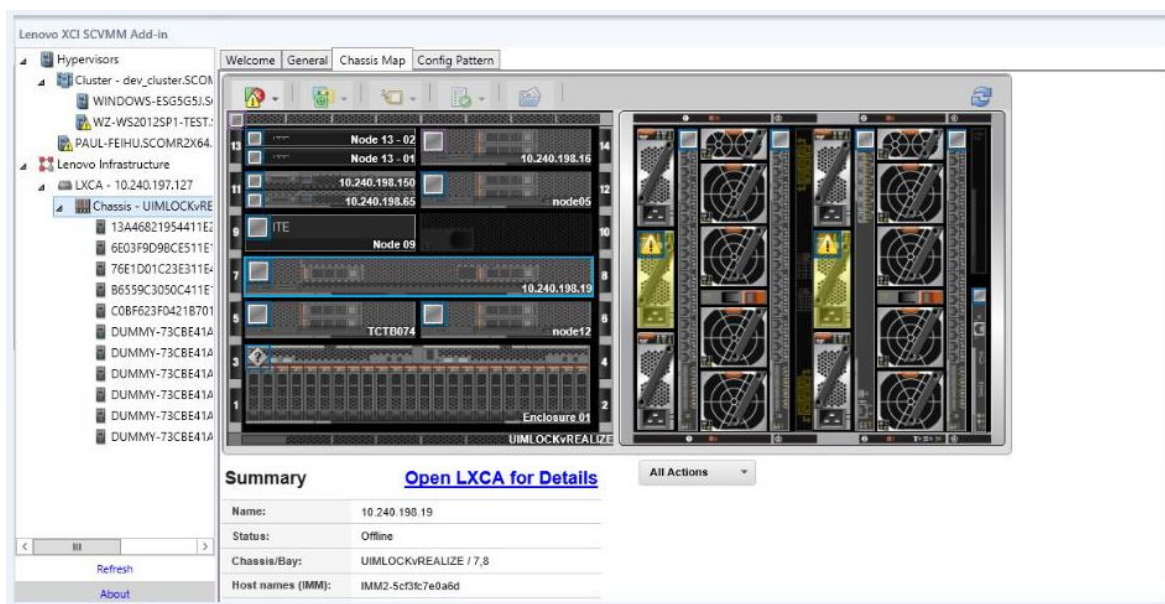 Lenovo XCI SCVMM Add-in
Hypervisors
Cluster - dev_cluster.SCOM
WINDOWS-ESG5G5J.S
WZ-WS2012SP1-TEST.
PAUL-FEIHU.SCOMR2X64.
Lenovo Infrastructure
LXCA - 10.240.197.127
Chassis - UIMLOCKvRE
13A46821954411E2
6E03F9D98CE511E
76E1D01C23E311E4
B6559C3050C411E
C0BF623F0421B701
DUMMY-73CBE41A
DUMMY-73CBE41A
DUMMY-73CBE41A
DUMMY-73CBE41A
DUMMY-73CBE41A
DUMMY-73CBE41A
Refresh
About
Welcome General Chassis Map Config Pattern
13 Node 13 - 02 14
Node 13 - 01 10.240.198.16
11 10.240.198.150 12
10.240.198.65 node05
9 ITE 10
Node 09
7 8
10.240.198.19
5 6
TCTB074 node12
3 ? 4
1 2
Enclosure 01
UIMLOCKvREALIZE
Summary Open LXCA for Details
All Actions
Name: 10.240.198.19
Status: Offline
Chassis/Bay: UIMLOCKvREALIZE / 7,8
Host names (IMM): IMM2-5cf3fc7e0a6d